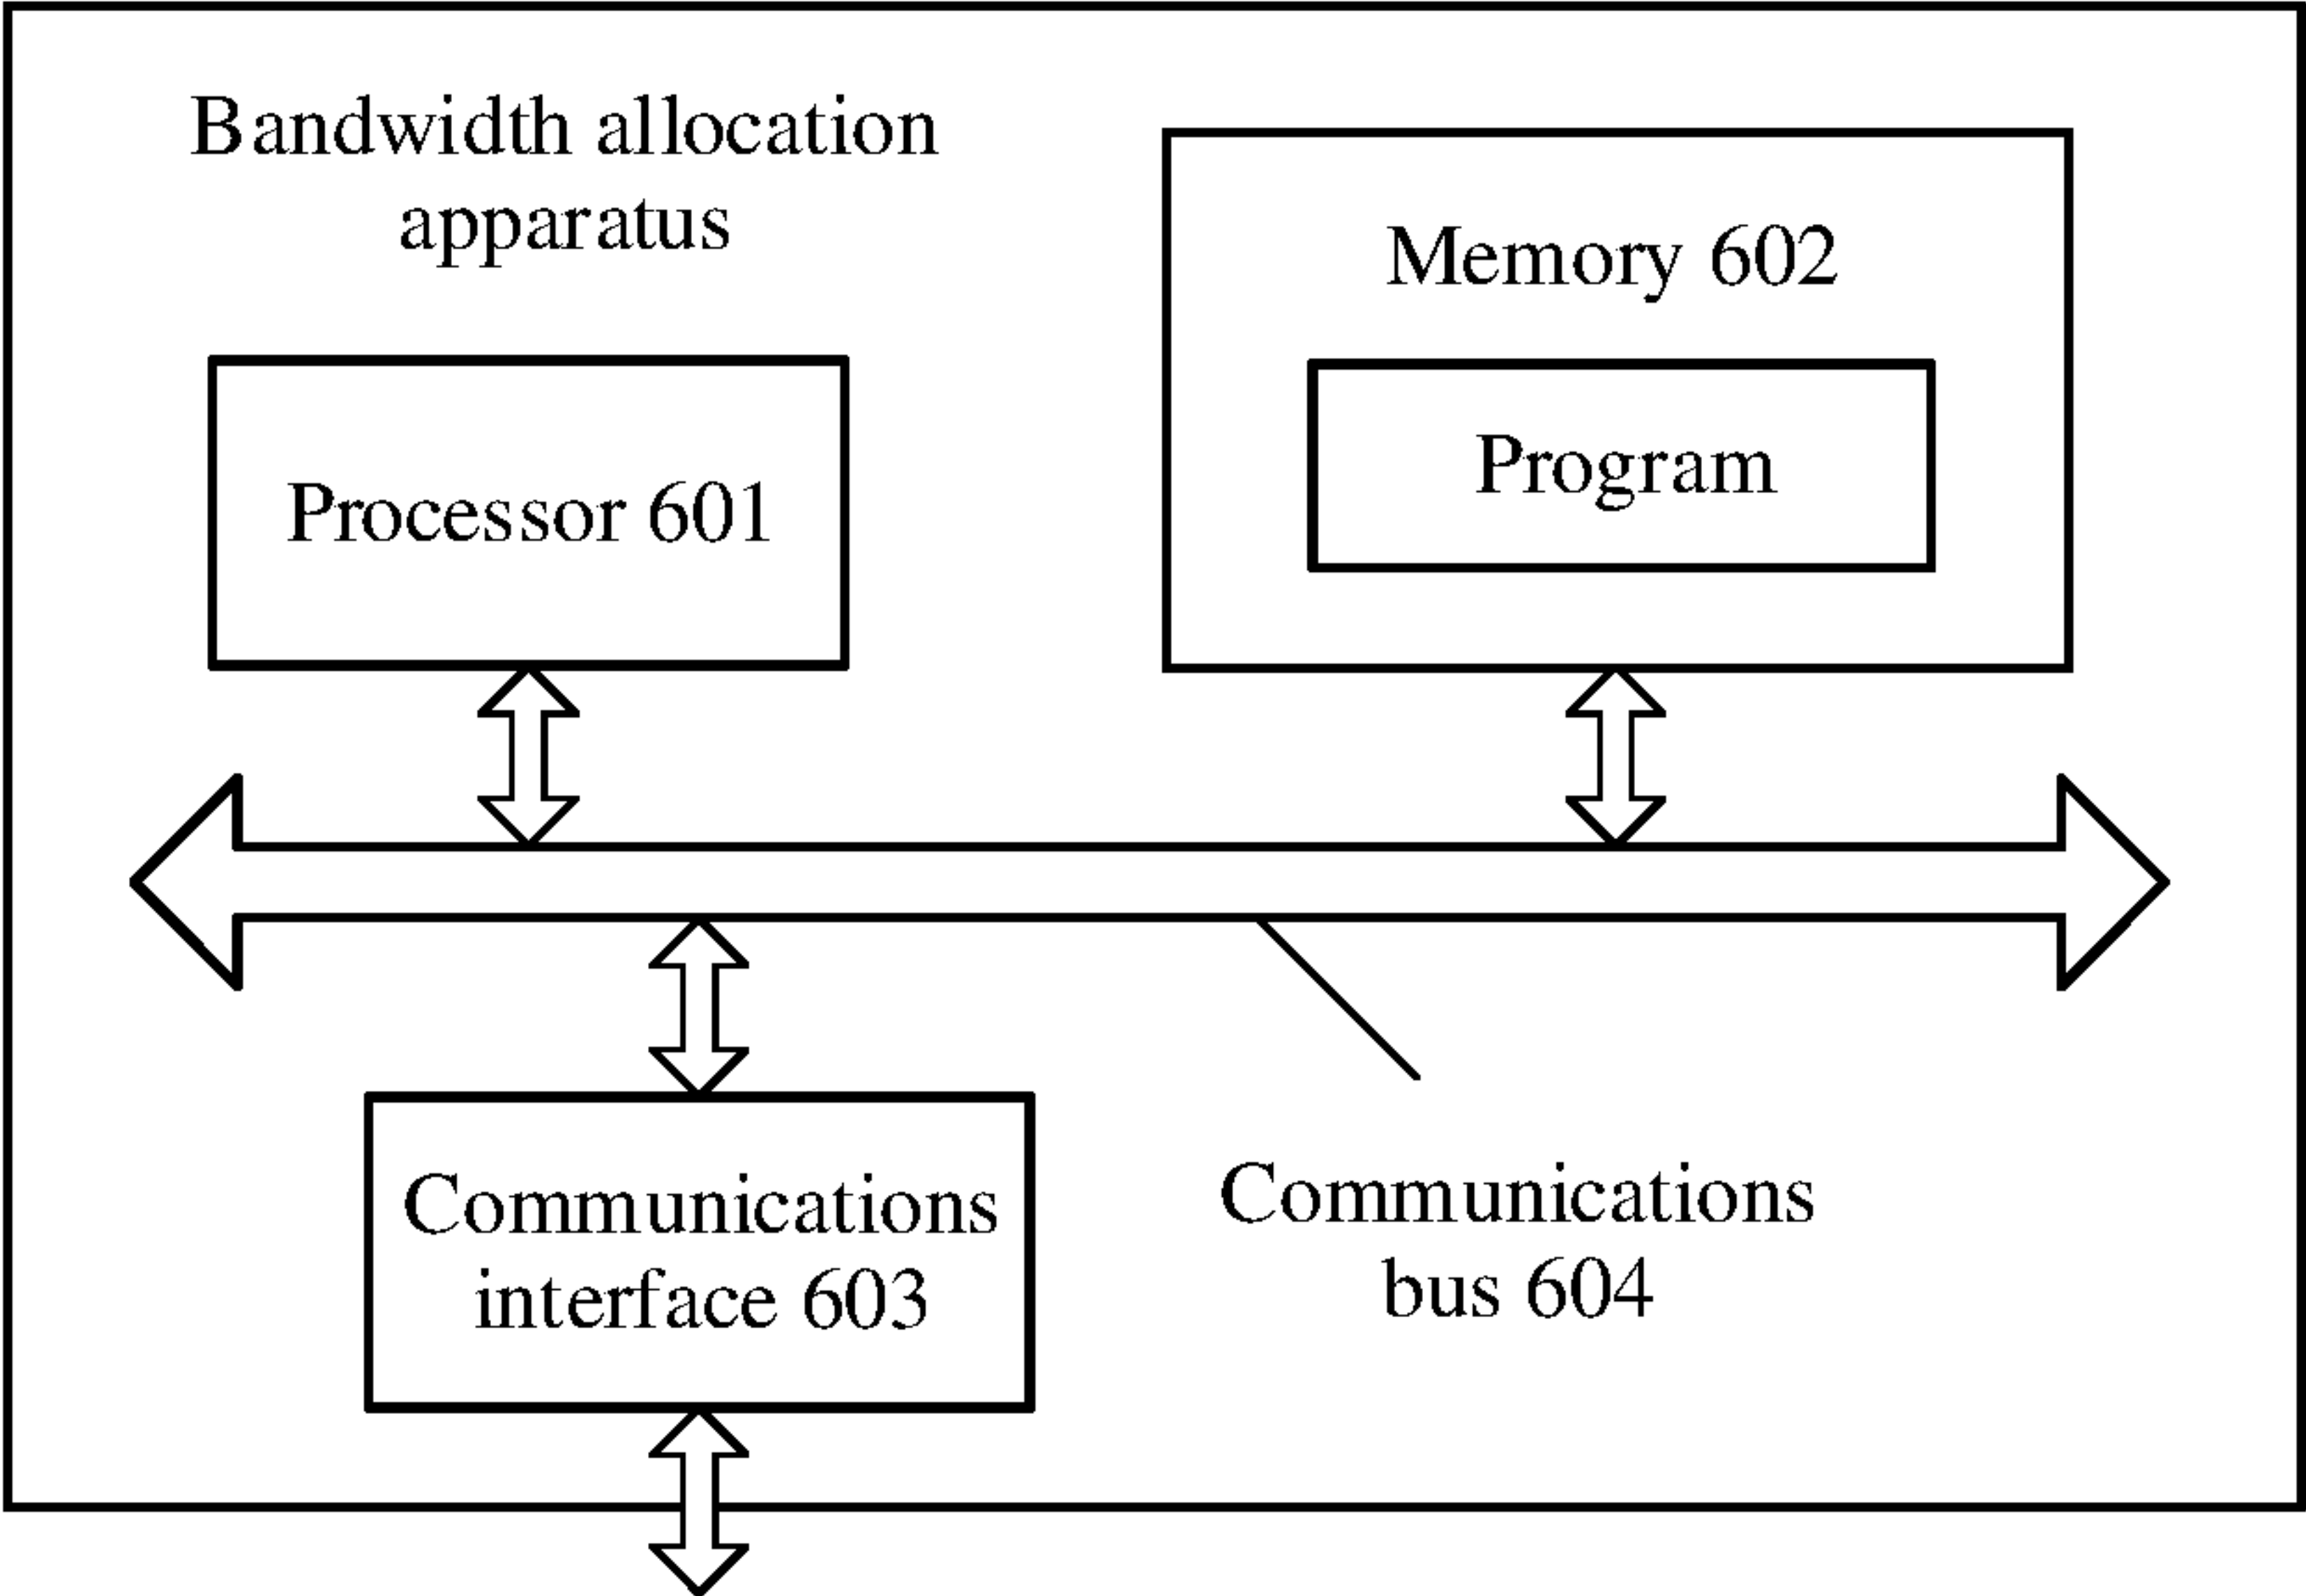 Bandwidth allocation
apparatus
Memory 602
Program
Processor 601
Communications
interface 603
Communications
bus 604